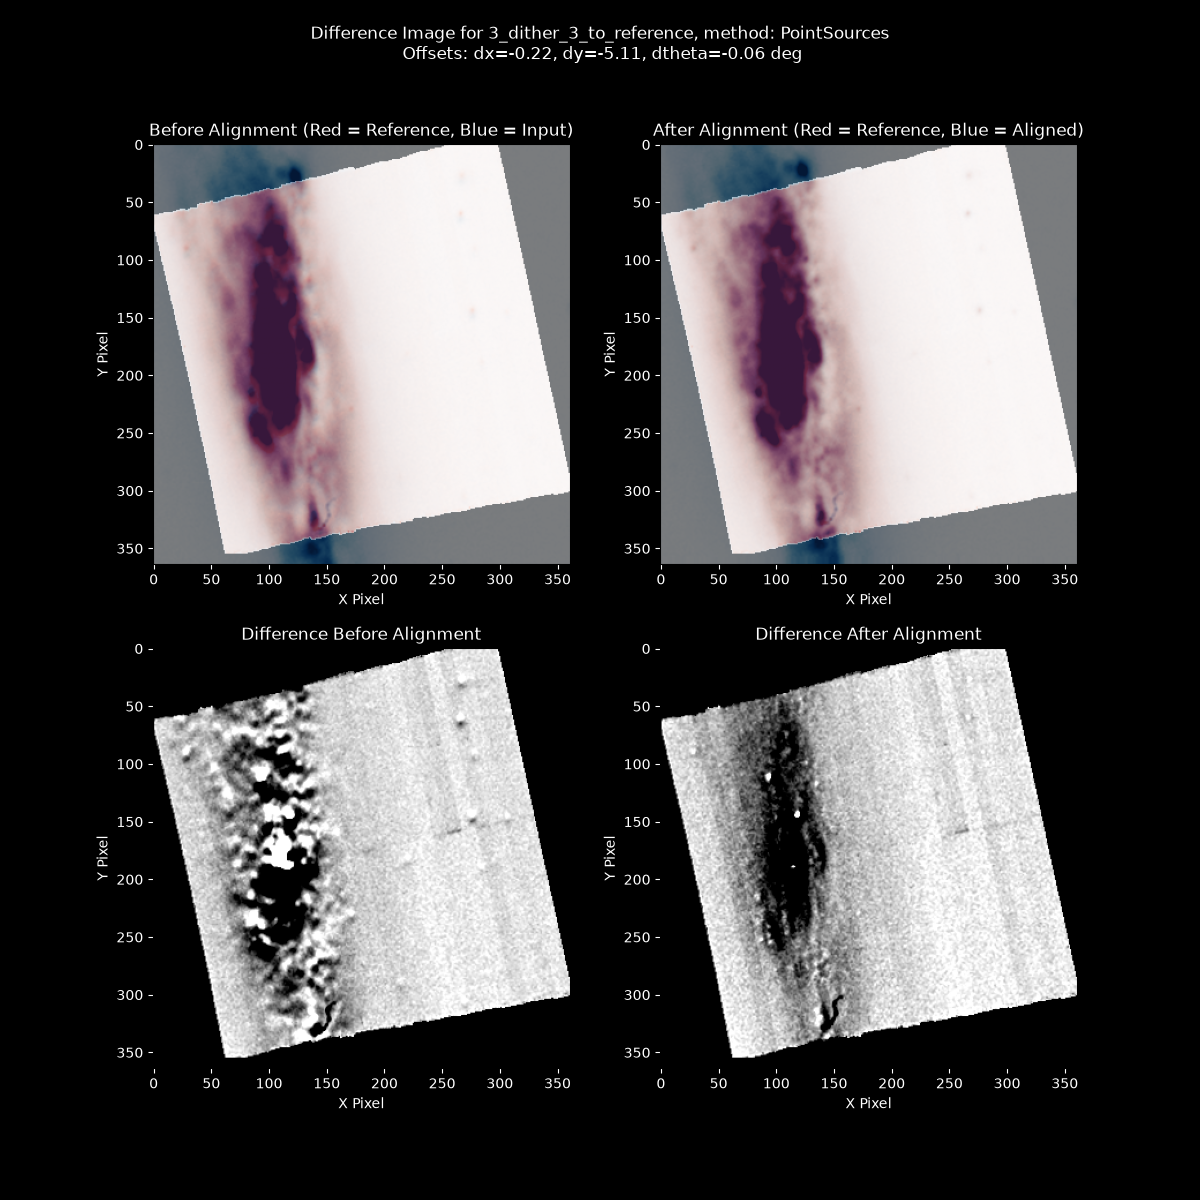 Difference Image for 3_dither_3_to_reference, method: PointSources
Offsets: dx=-0.22, dy=-5.11, dtheta=-0.06 deg
Before Alignment (Red = Reference, Blue = Input)
After Alignment (Red = Reference, Blue = Aligned)
0
50
100
150
200
250
300
350
Y Pixel
0 50 100 150 200 250 300 350
X Pixel
0
50
100
150
200
250
300
350
Y Pixel
0 50 100 150 200 250 300 350
X Pixel
Difference Before Alignment
Difference After Alignment
0
50
100
150
200
250
300
350
Y Pixel
0 50 100 150 200 250 300 350
X Pixel
0
50
100
150
200
250
300
350
Y Pixel
0 50 100 150 200 250 300 350
X Pixel